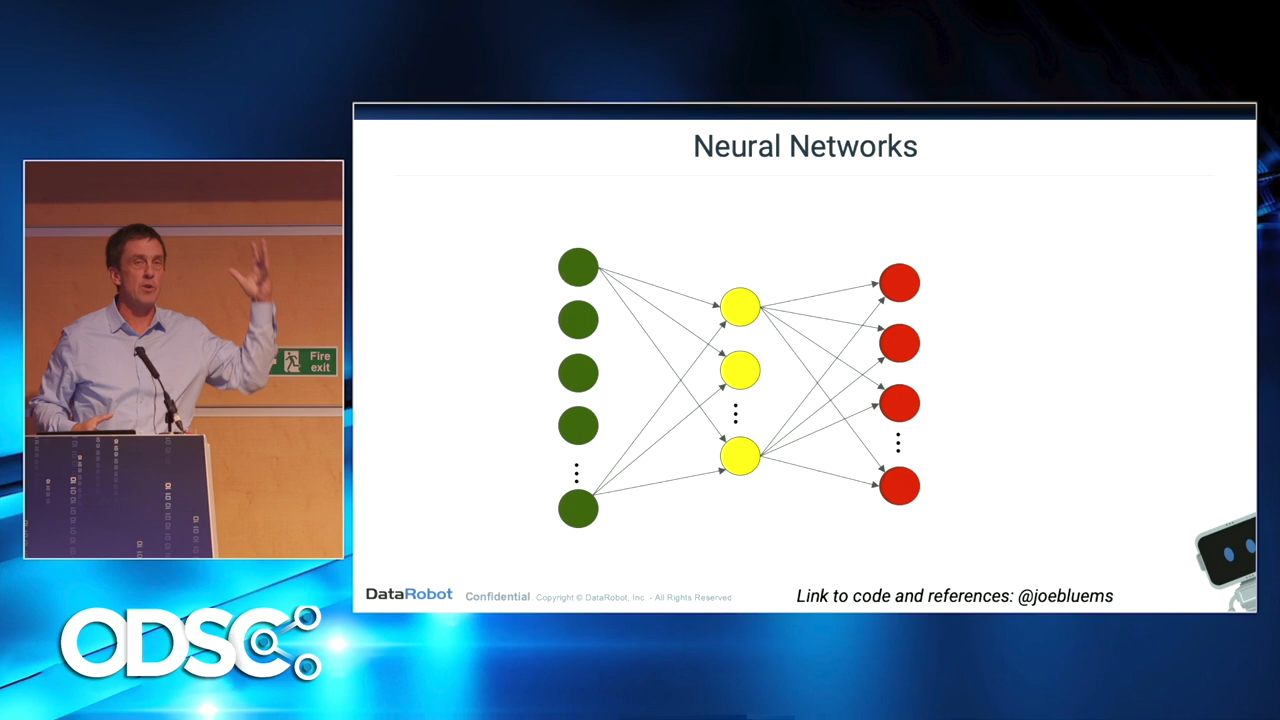 Neural Networks
Fire
exit
DataRobot Confidential Copyright © DataRobot, Inc. - All Rights Reserved
Link to code and references: @joebluems
ODSC